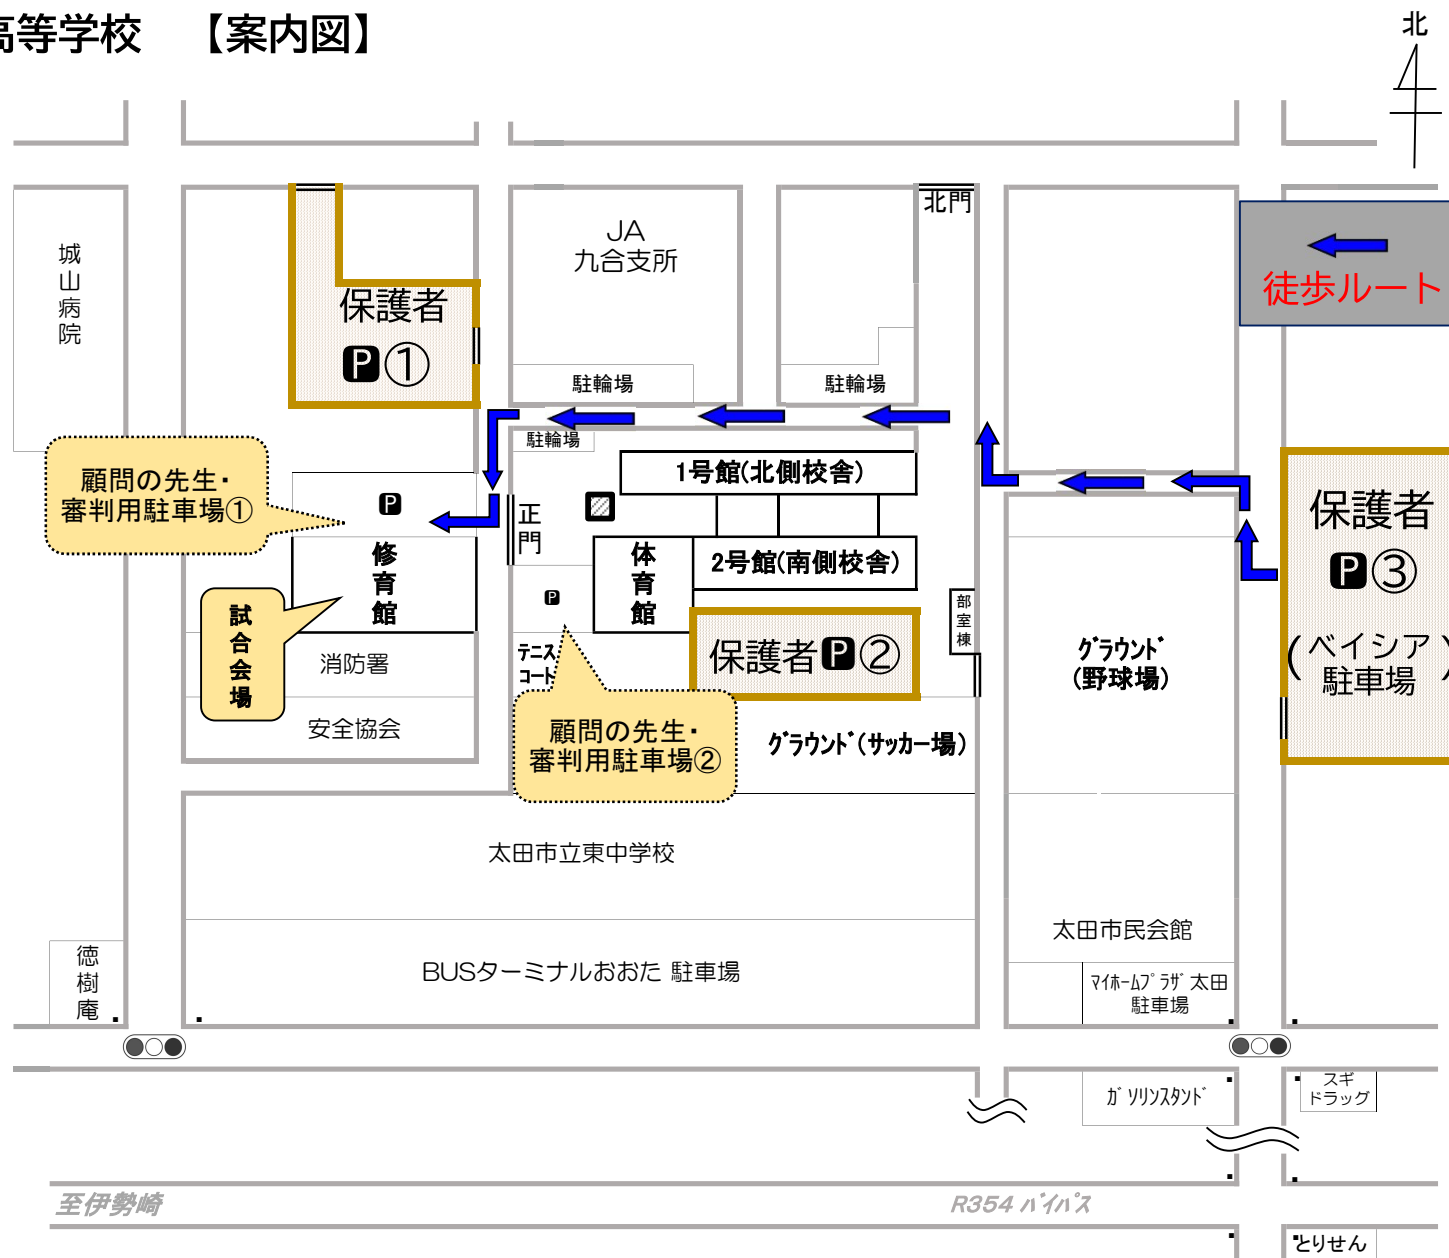 高等学校　【案内図】
北
北門
城山病院
JA
九合支所
徒歩ルート
保護者
P①
駐輪場
駐輪場
駐輪場
顧問の先生・
審判用駐車場①
P
1号館(北側校舎)
正門
保護者
P③
(ベイシア)
駐車場
修育館
体育館
2号館(南側校舎)
P
部室棟
試合会場
消防署
テニス
コート
保護者P②
グラウンド
(野球場)
安全協会
顧問の先生・
審判用駐車場②
グラウンド(サッカー場)
太田市立東中学校
太田市民会館
徳樹庵
BUSターミナルおおた 駐車場
マイホームプラザ太田
駐車場
ガソリンスタンド
スギ
ドラッグ
至伊勢崎
R354 バイパス
とりせん